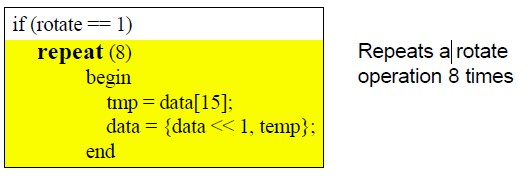 if (rotate == 1)
repeat (8)
begin
tmp = data[15];
data = {data << 1, temp};
end
Repeats a rotate
operation 8 times